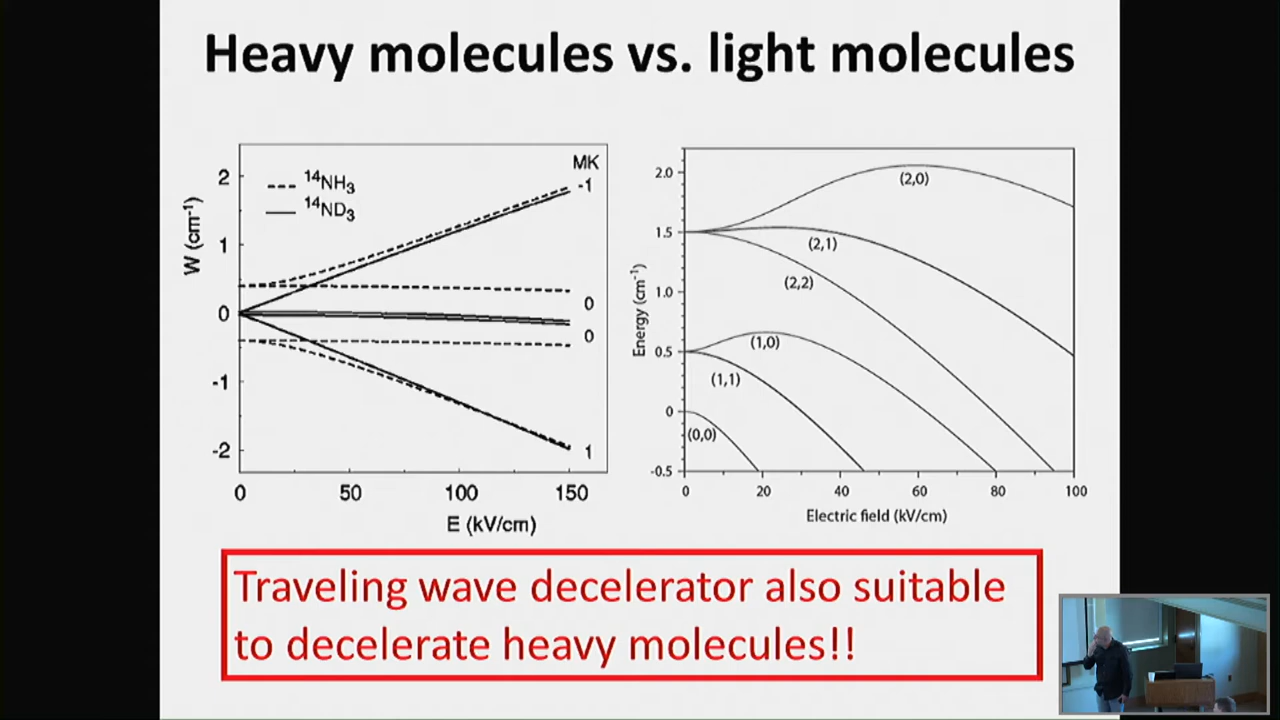 Heavy molecules vs. light molecules
MK
2
¹⁴NH₃
-1
¹⁴ND₃
1
W (cm⁻¹)
0
0
0
-1
-2
1
0 50 100 150
E (kV/cm)
2.0
(2,0)
1.5
(2,1)
(2,2)
1.0
Energy (cm⁻¹)
0.5
(1,0)
(1,1)
0
(0,0)
-0.5
0 20 40 60 80 100
Electric field (kV/cm)
Traveling wave decelerator also suitable
to decelerate heavy molecules!!